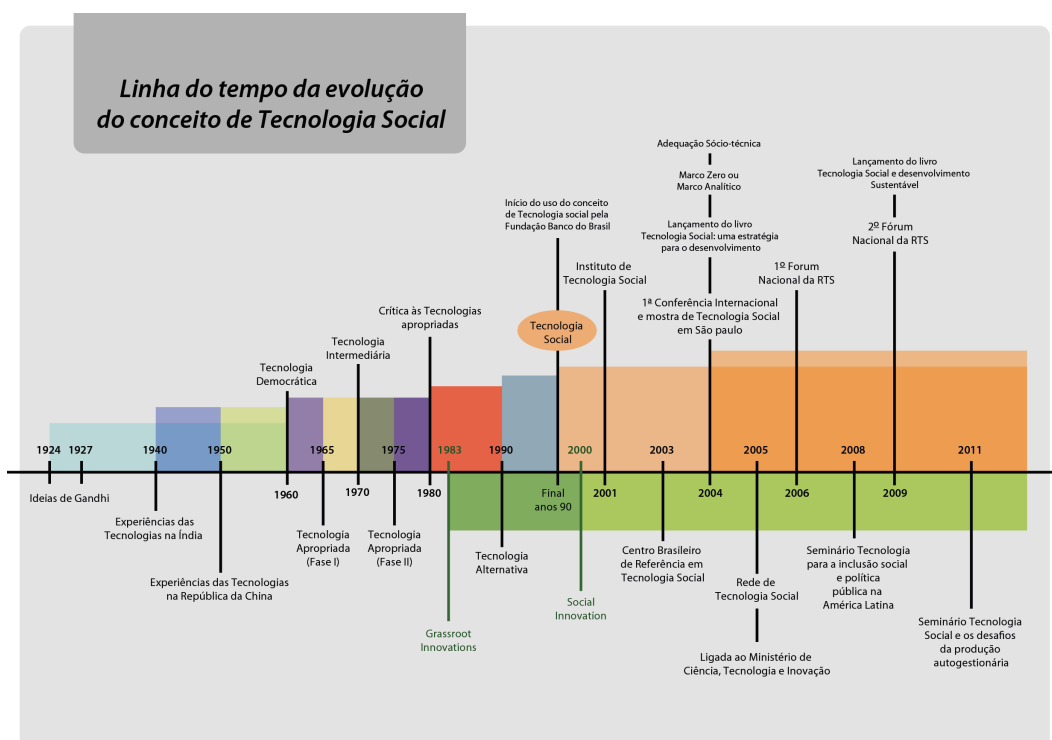 Linha do tempo da evolução
do conceito de Tecnologia Social
Adequação Sócio-técnica
Marco Zero ou
Marco Analítico
Lançamento do livro
Tecnologia Social: uma estratégia
para o desenvolvimento
1ª Conferência Internacional
e mostra de Tecnologia Social
em São paulo
Lançamento do livro
Tecnologia Social e desenvolvimento
Sustentável
2º Fórum
Nacional da RTS
1º Forum
Nacional da RTS
Início do uso do conceito
de Tecnologia social pela
Fundação Banco do Brasil
Instituto de
Tecnologia Social
Tecnologia
Social
Crítica às Tecnologias
apropriadas
Tecnologia
Intermediária
Tecnologia
Democrática
1924 1927 1940 1950 1965 1975 1983 1990 2000 2003 2005 2008 2011
1960 1970 1980 Final
anos 90 2001 2004 2006 2009
Ideias de Gandhi
Experiências das
Tecnologias na Índia
Experiências das Tecnologias
na República da China
Tecnologia
Apropriada
(Fase I)
Tecnologia
Apropriada
(Fase II)
Grassroot
Innovations
Tecnologia
Alternativa
Social
Innovation
Centro Brasileiro
de Referência em
Tecnologia Social
Rede de
Tecnologia Social
Ligada ao Ministério de
Ciência, Tecnologia e Inovação
Seminário Tecnologia
para a inclusão social
e política
pública na
América Latina
Seminário Tecnologia
Social e os desafios
da produção
autogestionária